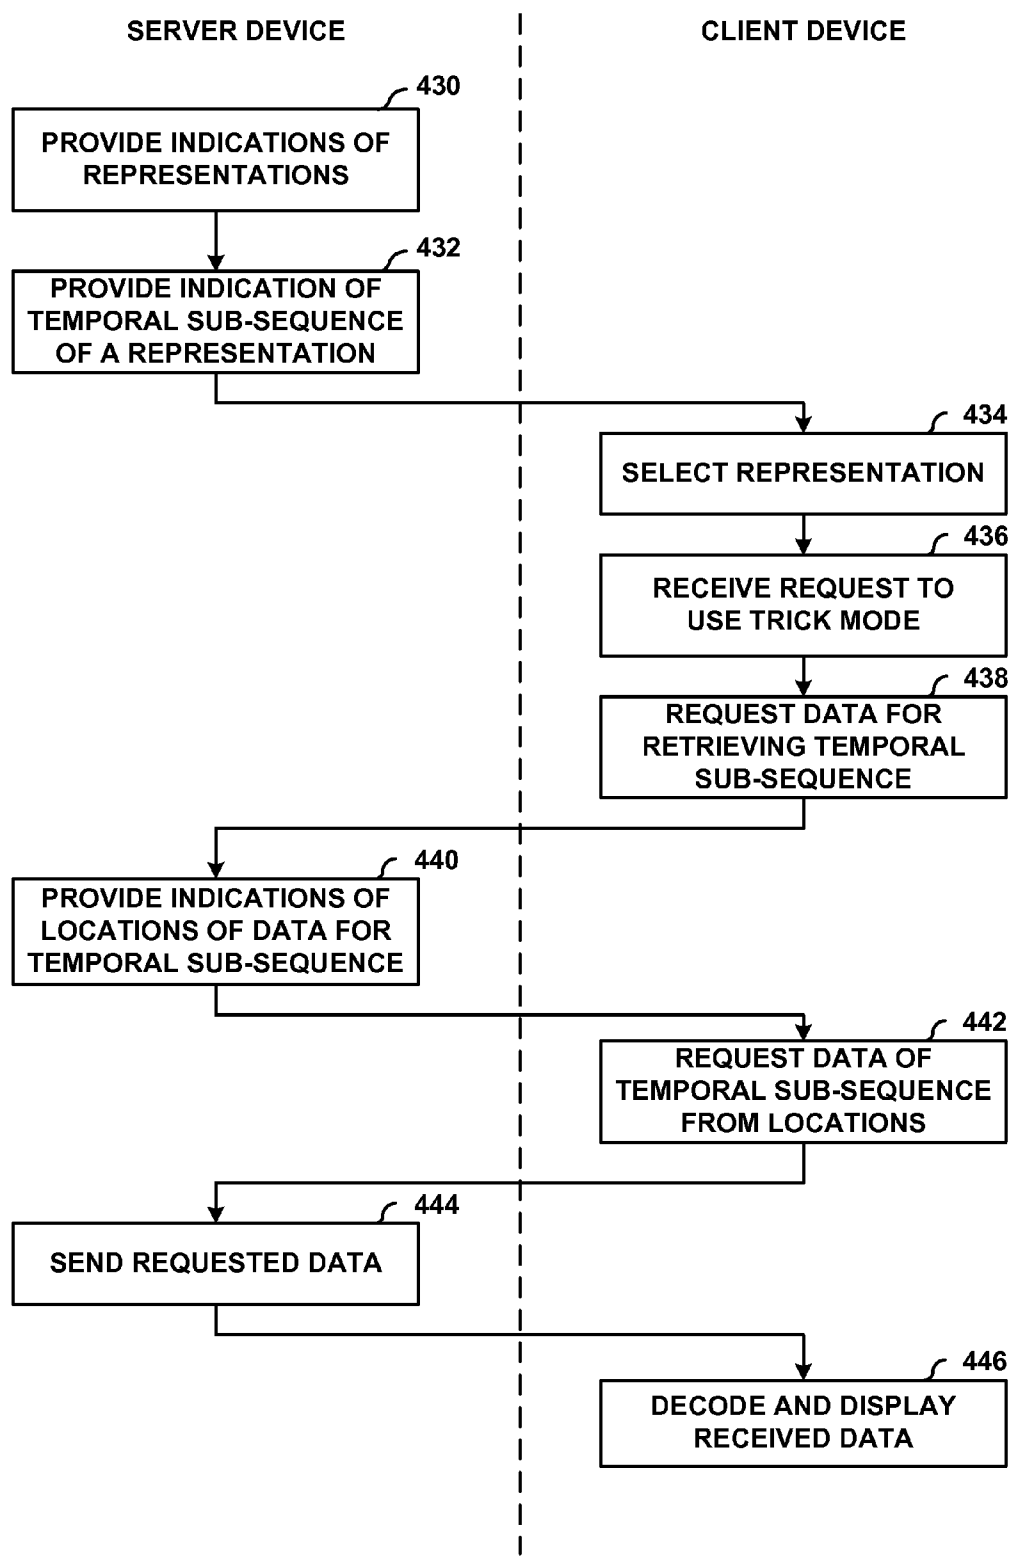 SERVER DEVICE
CLIENT DEVICE
430
PROVIDE INDICATIONS OF
REPRESENTATIONS
432
PROVIDE INDICATION OF
TEMPORAL SUB-SEQUENCE
OF A REPRESENTATION
434
SELECT REPRESENTATION
436
RECEIVE REQUEST TO
USE TRICK MODE
438
REQUEST DATA FOR
RETRIEVING TEMPORAL
SUB-SEQUENCE
440
PROVIDE INDICATIONS OF
LOCATIONS OF DATA FOR
TEMPORAL SUB-SEQUENCE
442
REQUEST DATA OF
TEMPORAL SUB-SEQUENCE
FROM LOCATIONS
444
SEND REQUESTED DATA
446
DECODE AND DISPLAY
RECEIVED DATA